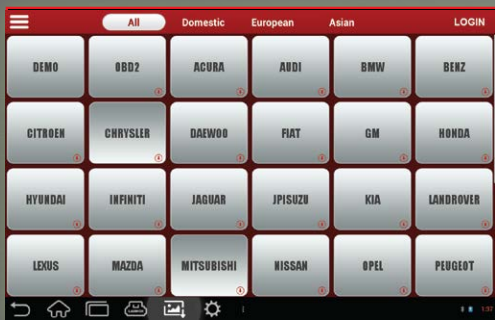 All Domestic European Asian LOGIN
DEMO OBD2 ACURA AUDI BMW BENZ
CITROEN CHRYSLER DAEWOO FIAT GM HONDA
HYUNDAI INFINITI JAGUAR JPISUZU KIA LANDROVER
LEXUS MAZDA MITSUBISHI NISSAN OPEL PEUGEOT